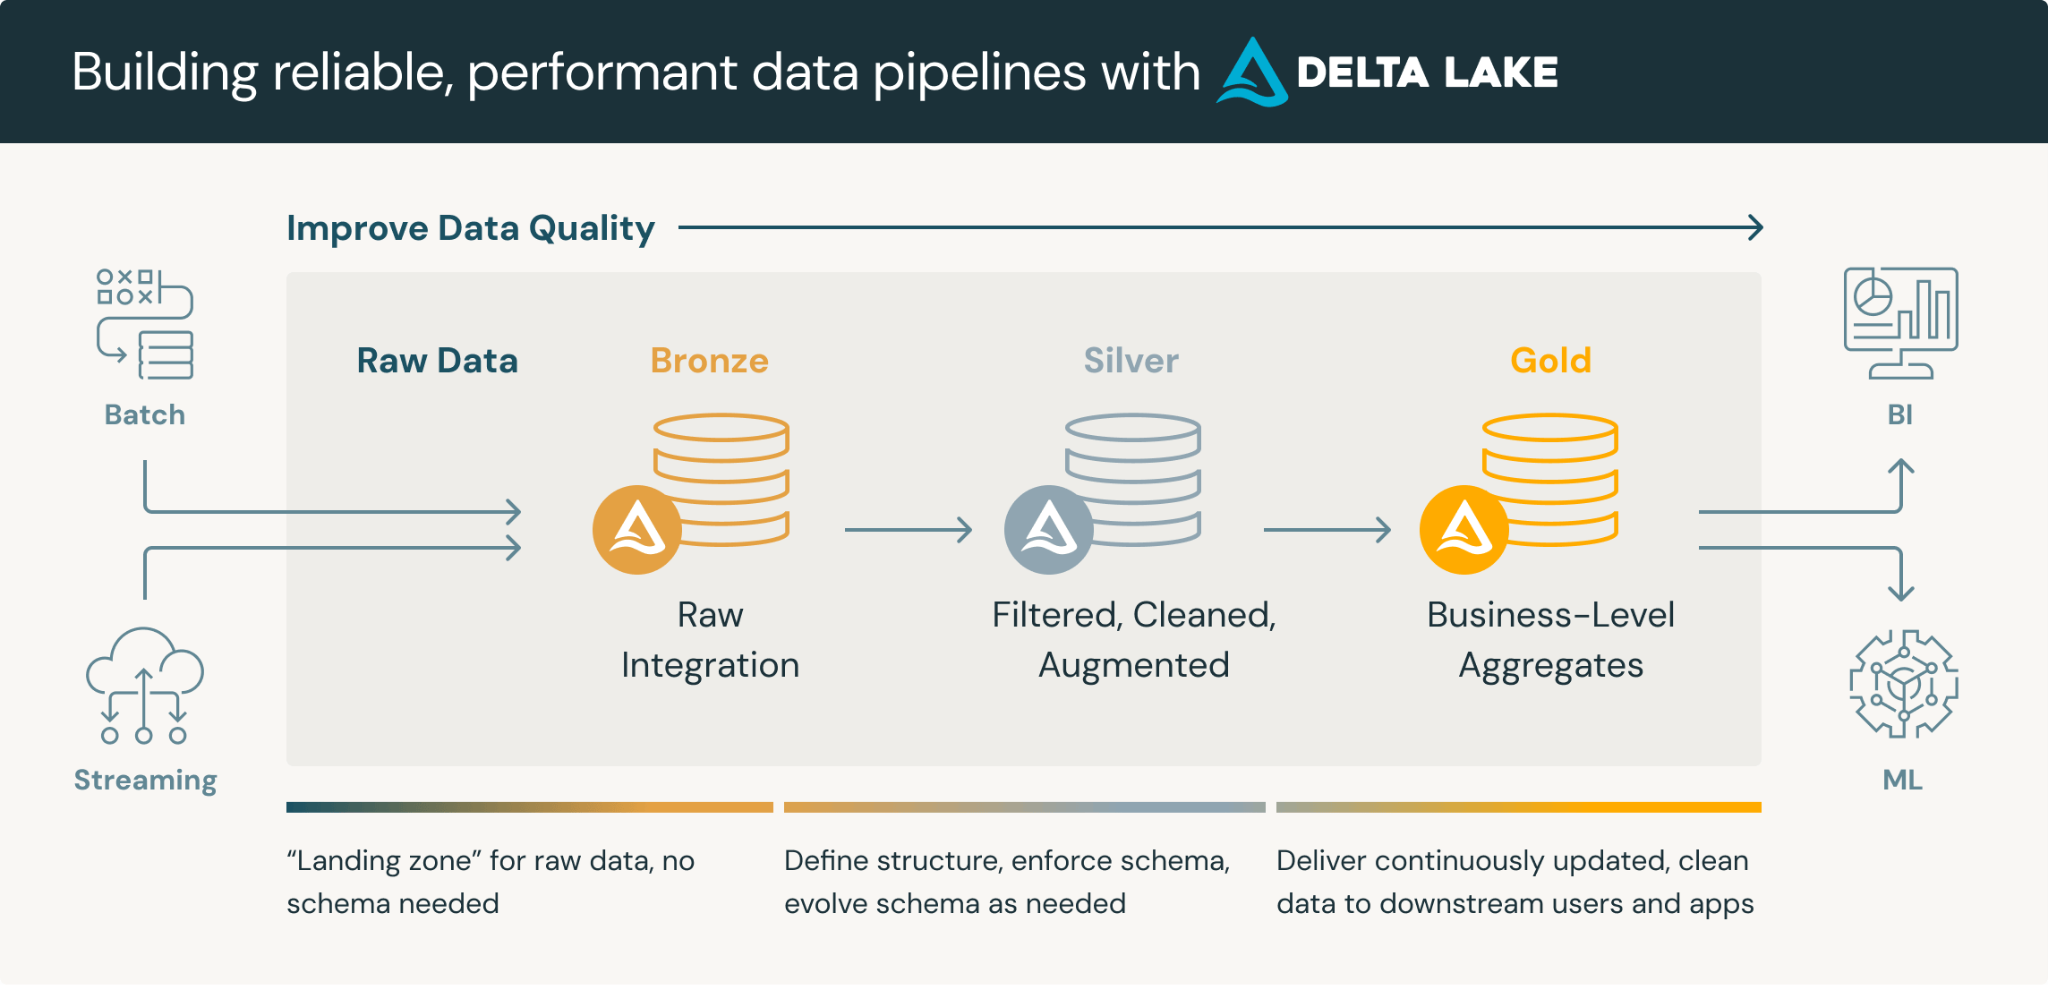 Building reliable, performant data pipelines with DELTA LAKE
Improve Data Quality
Batch
Streaming
Raw Data
Bronze
Raw
Integration
Silver
Filtered, Cleaned,
Augmented
Gold
Business-Level
Aggregates
BI
ML
“Landing zone” for raw data, no
schema needed
Define structure, enforce schema,
evolve schema as needed
Deliver continuously updated, clean
data to downstream users and apps